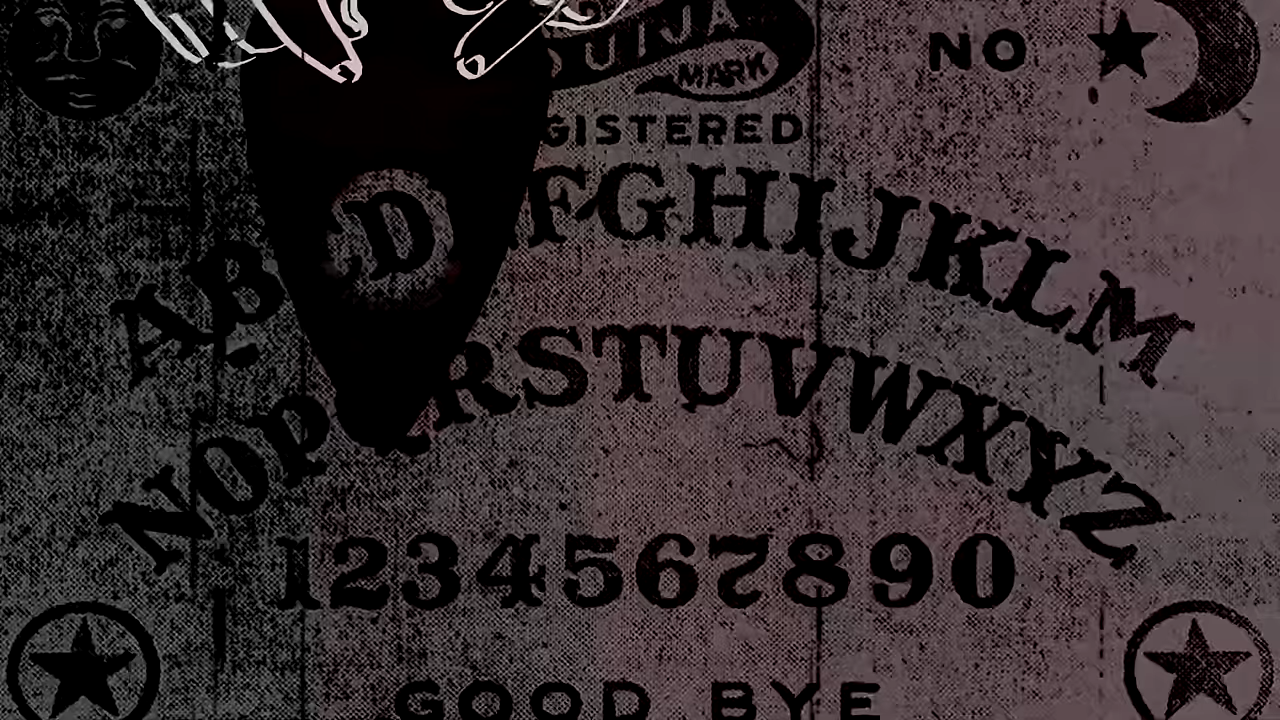 OUIJA
MARK
NO
GISTERED
AB D FGHIJKLM
NOP RSTUVWXYZ
1234567890
GOOD BYE